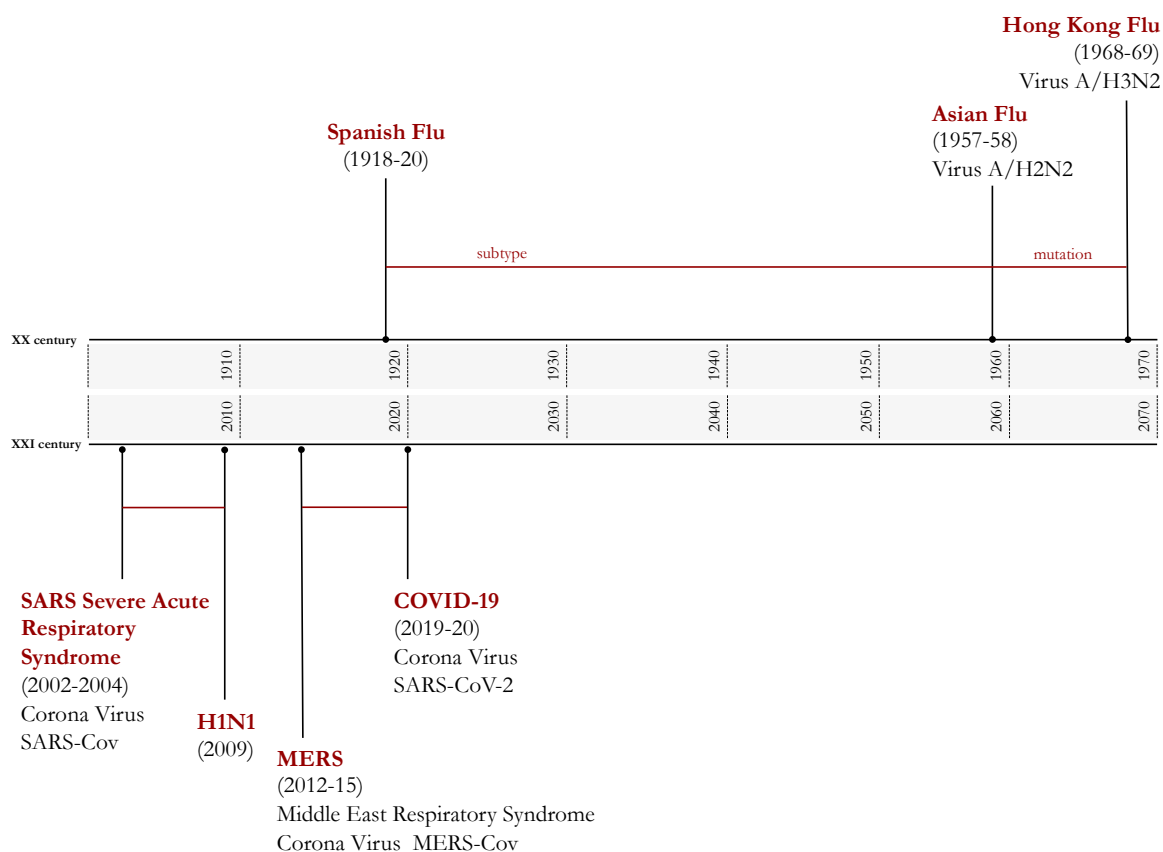 Hong Kong Flu
(1968-69)
Virus A/H3N2
Asian Flu
(1957-58)
Virus A/H2N2
Spanish Flu
(1918-20)
subtype
mutation
XX century
1910
1920
1930
1940
1950
1960
1970
2010
2020
2030
2040
2050
2060
2070
XXI century
SARS Severe Acute
Respiratory
Syndrome
(2002-2004)
Corona Virus
SARS-Cov
H1N1
(2009)
MERS
(2012-15)
Middle East Respiratory Syndrome
Corona Virus MERS-Cov
COVID-19
(2019-20)
Corona Virus
SARS-CoV-2